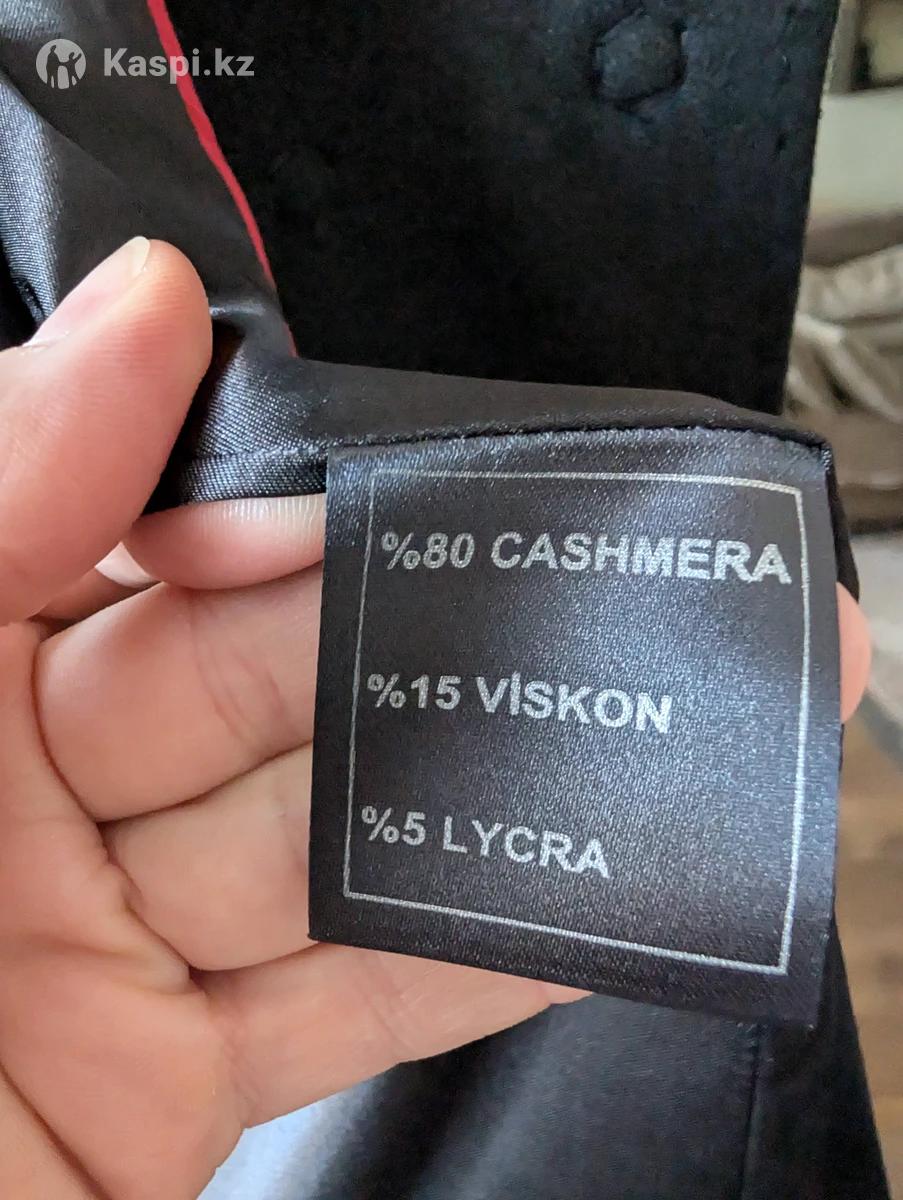 Kaspi.kz
%80 CASHMERA
%15 VİSKON
%5 LYCRA